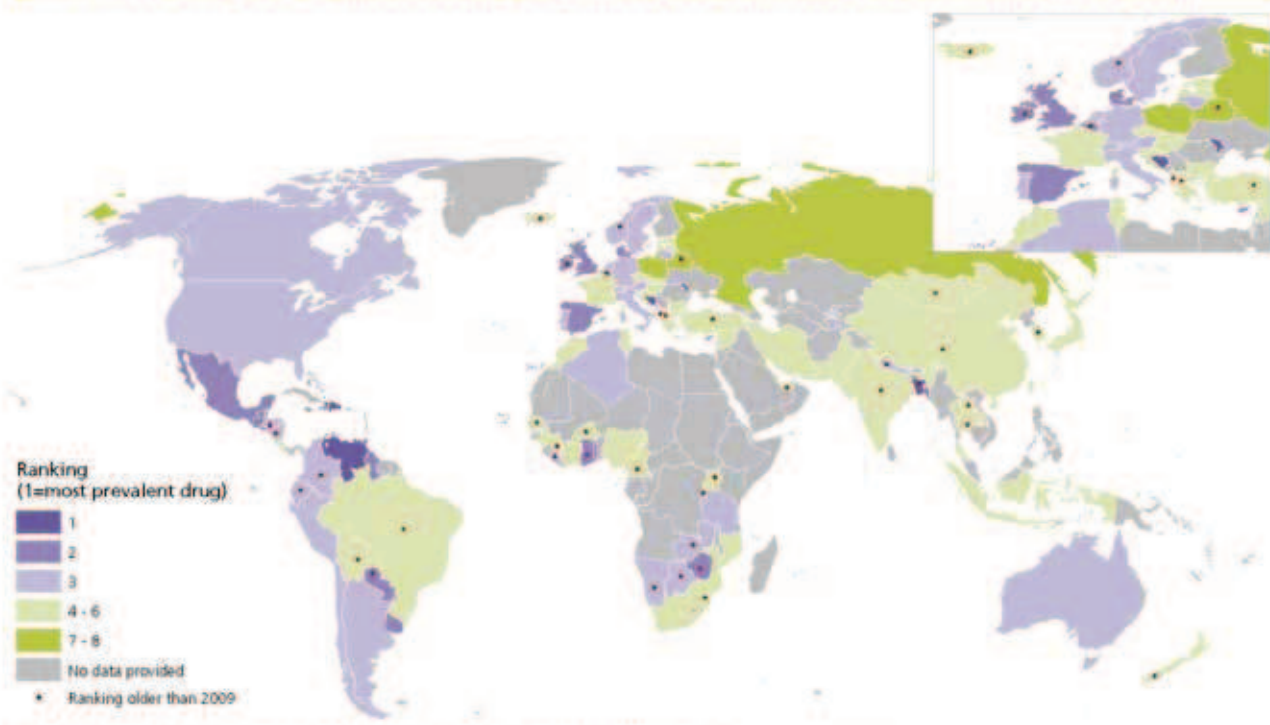 Ranking
(1=most prevalent drug)
1
2
3
4 - 6
7 - 8
No data provided
Ranking older than 2009